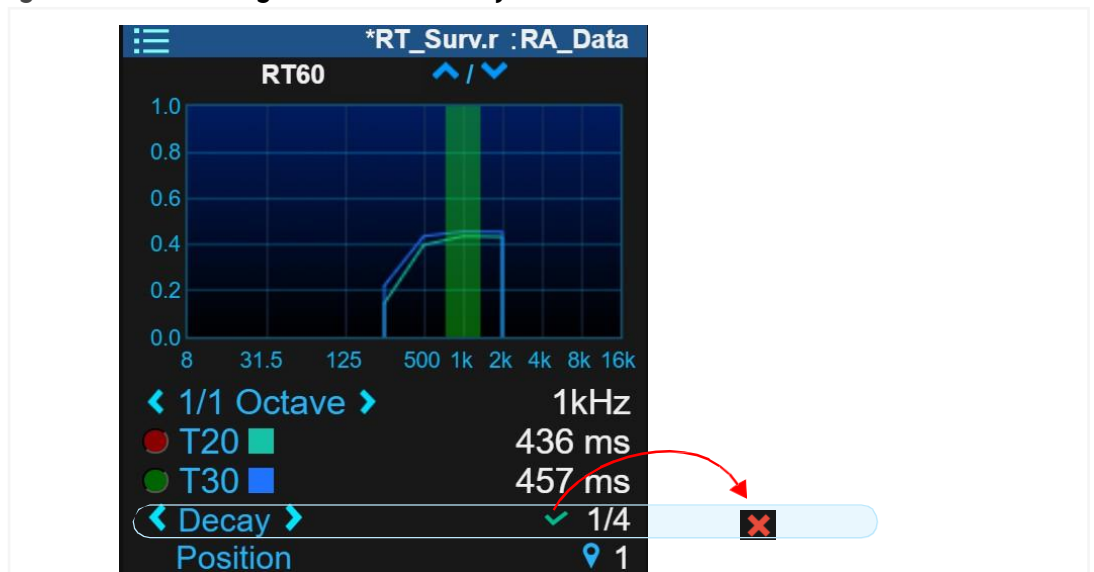 *RT_Surv.r :RA_Data
RT60 /
1.0
0.8
0.6
0.4
0.2
0.0
8 31.5 125 500 1k 2k 4k 8k 16k
1/1 Octave 1kHz
T20 436 ms
T30 457 ms
Decay 1/4
Position 1